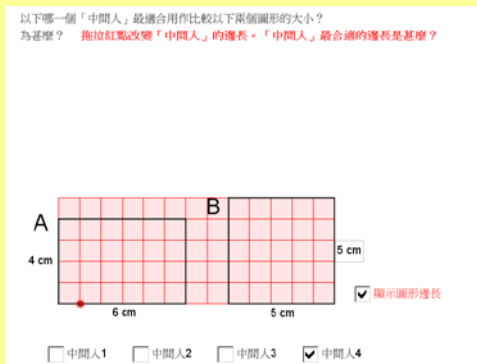 以下哪一個「中間人」最適合用作比較以下兩個圖形的大小？
為甚麼？ 拖拉紅點改變「中間人」的邊長。「中間人」最合適的邊長是甚麼？
A
B
4 cm
5 cm
6 cm
5 cm
顯示圖形邊長
中間人1
中間人2
中間人3
中間人4